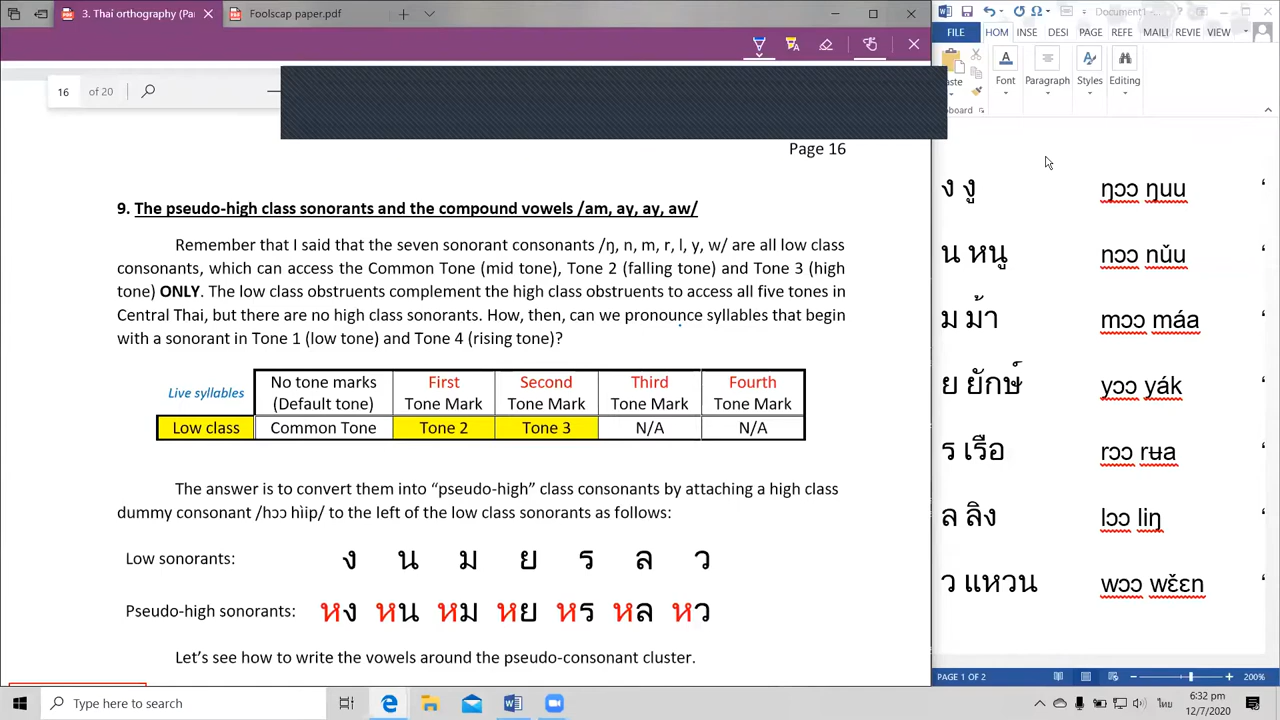 3. Thai orthography | Pa
Foolscap paper.pdf
Document1 -
FILE HOM INSE DESI PAGE REFE MAILI REVIE VIEW
16 of 20
aste Font Paragraph Styles Editing
board
Page 16
9. The pseudo-high class sonorants and the compound vowels /am, ay, ay, aw/
Remember that I said that the seven sonorant consonants /ŋ, n, m, r, l, y, w/ are all low class
consonants, which can access the Common Tone (mid tone), Tone 2 (falling tone) and Tone 3 (high
tone) ONLY. The low class obstruents complement the high class obstruents to access all five tones in
Central Thai, but there are no high class sonorants. How, then, can we pronounce syllables that begin
with a sonorant in Tone 1 (low tone) and Tone 4 (rising tone)?
Live syllables
No tone marks First Second Third Fourth
(Default tone) Tone Mark Tone Mark Tone Mark Tone Mark
Low class Common Tone Tone 2 Tone 3 N/A N/A
The answer is to convert them into "pseudo-high" class consonants by attaching a high class
dummy consonant /hɔɔ hìip/ to the left of the low class sonorants as follows:
Low sonorants: ง น ม ย ร ล ว
Pseudo-high sonorants: หง หน หม หย หร หล หว
Let's see how to write the vowels around the pseudo-consonant cluster.
ง งู ŋɔɔ ŋuu '
น หนู nɔɔ nǔu '
ม ม้า mɔɔ máa '
ย ยักษ์ yɔɔ yák '
ร เรือ rɔɔ rʉa '
ล ลิง lɔɔ liŋ '
ว แหวน wɔɔ wɛ̌ɛn '
PAGE 1 OF 2
200%
Type here to search
ไทย
6:32 pm
12/7/2020